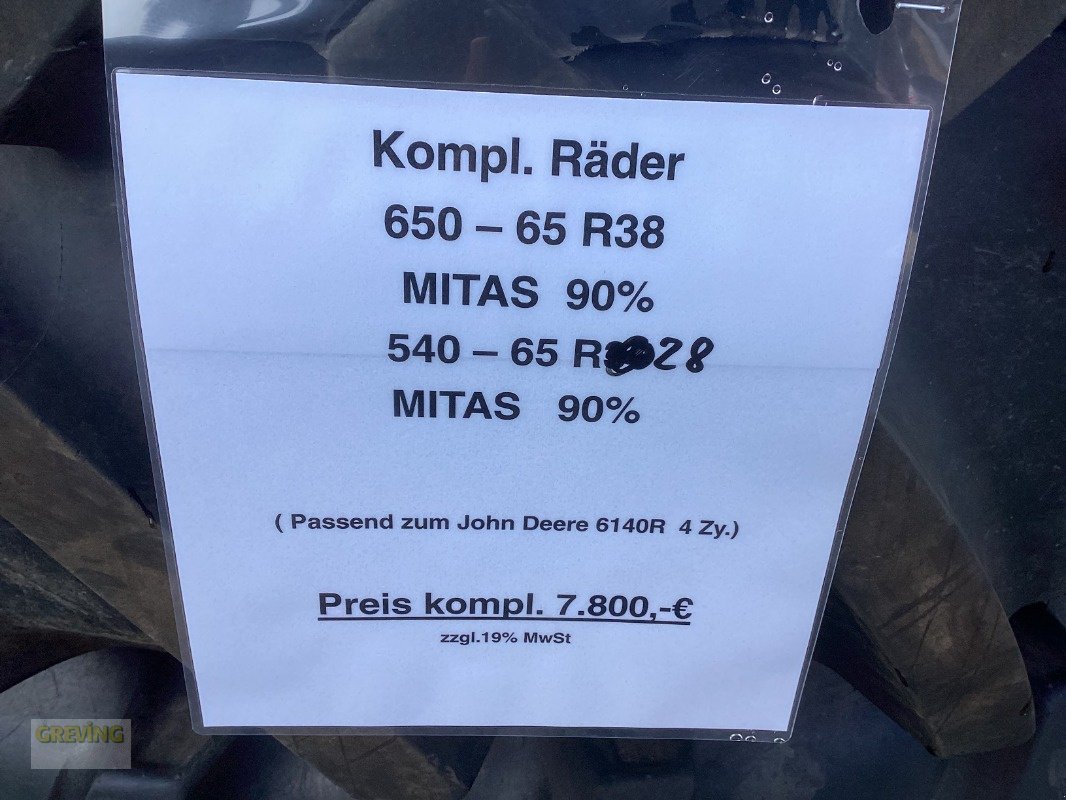 Kompl. Räder
650 – 65 R38
MITAS 90%
540 – 65 R28
MITAS 90%
( Passend zum John Deere 6140R 4 Zy.)
Preis kompl. 7.800,-€
zzgl.19% MwSt
GREVING